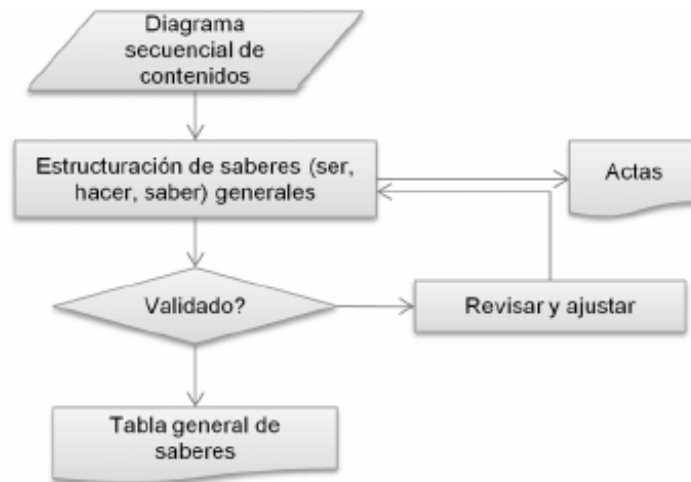 Diagrama
secuencial de
contenidos
Estructuración de saberes (ser,
hacer, saber) generales
Actas
Validado?
Revisar y ajustar
Tabla general de
saberes